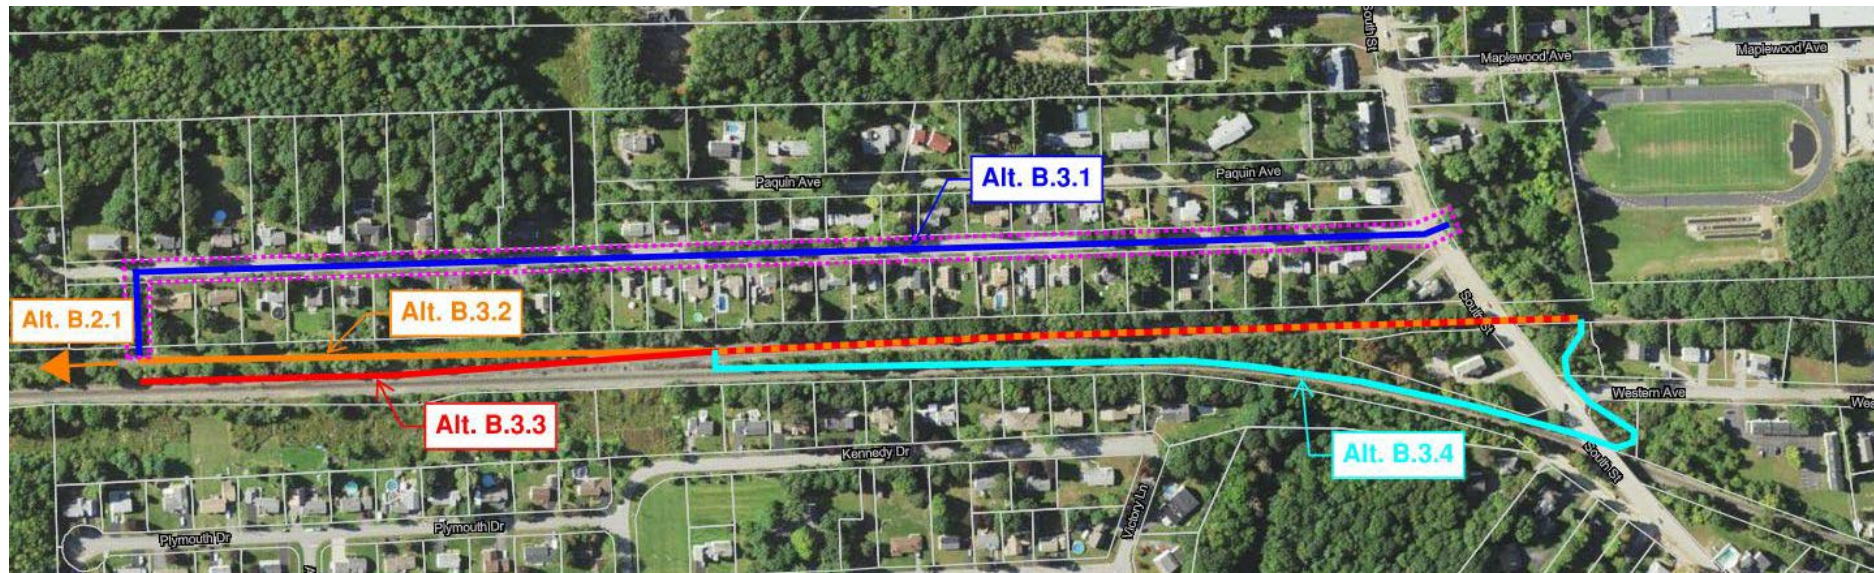 South St
Maplewood Ave
Maplewood Ave
Paquin Ave
Alt. B.3.1
Paquin Ave
Alt. B.2.1
Alt. B.3.2
South St
Western Ave
Wes
Alt. B.3.3
Alt. B.3.4
Kennedy Dr
South St
Victory Ln
Plymouth Dr
Plymouth Dr
A